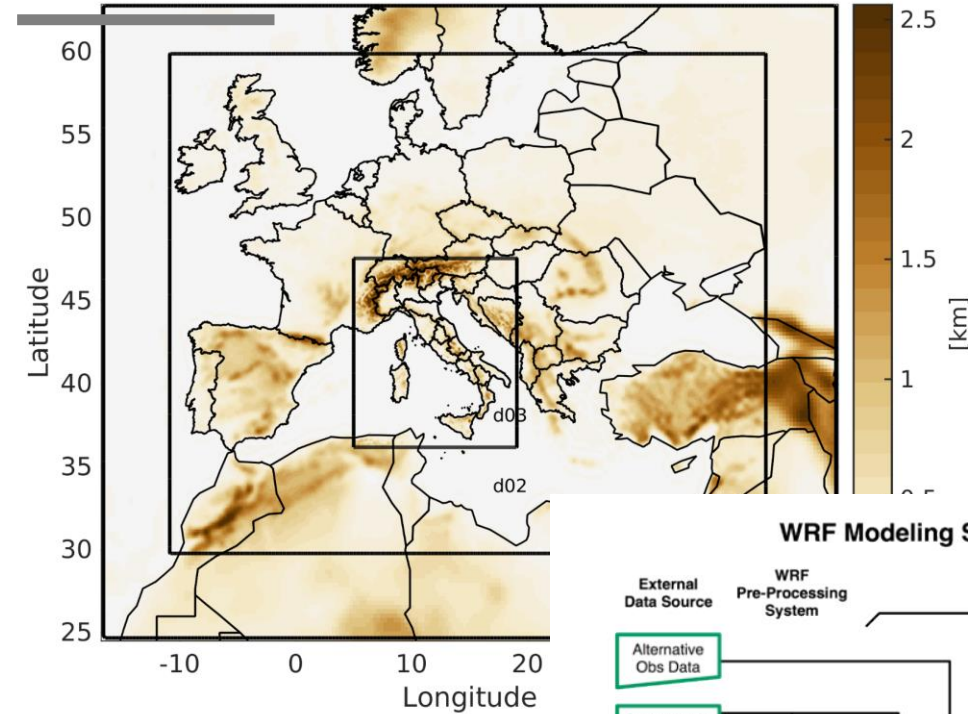 2.5
60
55
2
50
1.5
45
Latitude
[km]
40
1
d03
35
d02
30
WRF Modeling
External
Data Source
WRF
Pre-Processing
System
25
Alternative
Obs Data
-10
0
10
20
Longitude